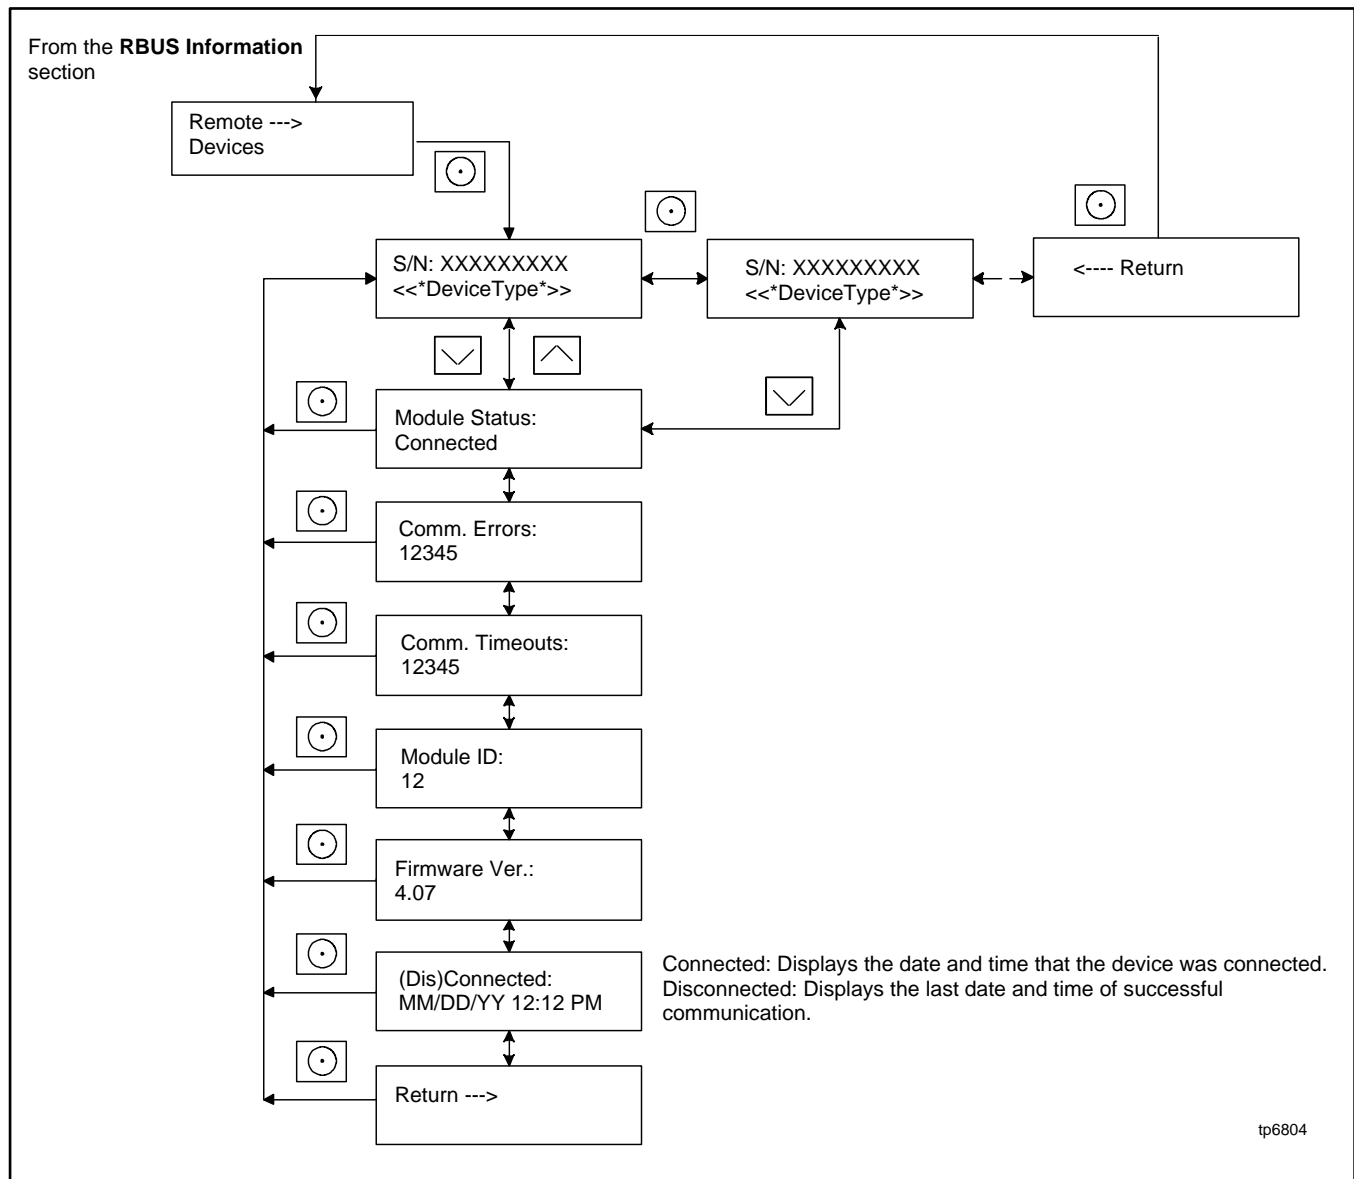 From the RBUS Information
section
Remote --->
Devices
S/N: XXXXXXXXX
<<*DeviceType*>>
S/N: XXXXXXXXX
<<*DeviceType*>>
<---- Return
Module Status:
Connected
Comm. Errors:
12345
Comm. Timeouts:
12345
Module ID:
12
Firmware Ver.:
4.07
(Dis)Connected:
MM/DD/YY 12:12 PM
Connected: Displays the date and time that the device was connected.
Disconnected: Displays the last date and time of successful
communication.
Return --->
tp6804